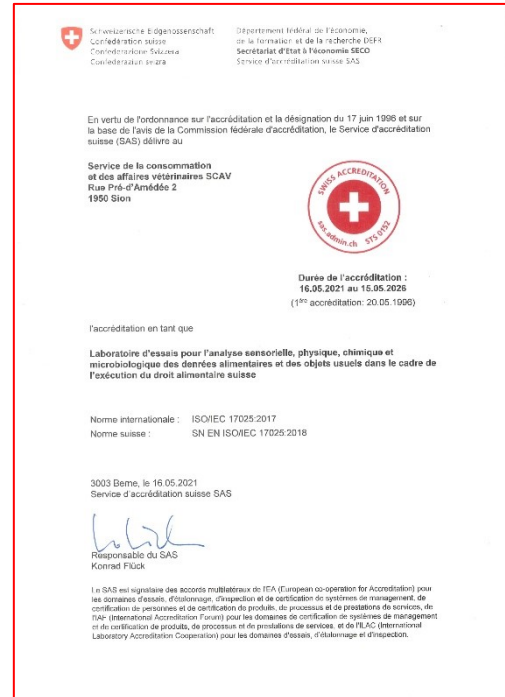 Schweizerische Eidgenossenschaft
Confédération suisse
Confederazione Svizzera
Confederaziun svizra
Département fédéral de l'économie,
de la formation et de la recherche DEFR
Secrétariat d'Etat à l'économie SECO
Service d'accréditation suisse SAS
En vertu de l'ordonnance sur l'accréditation et la désignation du 17 juin 1996 et sur
la base de l'avis de la Commission fédérale d'accréditation, le Service d'accréditation
suisse (SAS) délivre au
Service de la consommation
et des affaires vétérinaires SCAV
Rue Pré-d'Amédée 2
1950 Sion
SWISS ACCREDITATION
sas.admin.ch STS 0152
Durée de l'accréditation :
16.05.2021 au 15.05.2026
(1ère accréditation: 20.05.1996)
l'accréditation en tant que
Laboratoire d'essais pour l'analyse sensorielle, physique, chimique et
microbiologique des denrées alimentaires et des objets usuels dans le cadre de
l'exécution du droit alimentaire suisse
Norme internationale : ISO/IEC 17025:2017
Norme suisse : SN EN ISO/IEC 17025:2018
3003 Berne, le 16.05.2021
Service d'accréditation suisse SAS
Responsable du SAS
Konrad Flück
Le SAS est signataire des accords multilatéraux de l'EA (European co-operation for Accreditation) pour
les domaines d'essais, d'étalonnage, d'inspection et de certification de systèmes de management, de
certification de personnes et de certification de produits, de processus et de prestations de services, de
l'IAF (International Accreditation Forum) pour les domaines de certification de systèmes de management
et de certification de produits, de processus et de prestations de services, et de l'ILAC (International
Laboratory Accreditation Cooperation) pour les domaines d'essais, d'étalonnage et d'inspection.